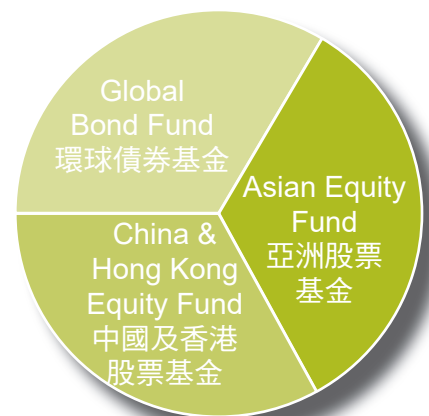 Global
Bond Fund
環球債券基金
Asian Equity
Fund
亞洲股票
基金
China &
Hong Kong
Equity Fund
中國及香港
股票基金